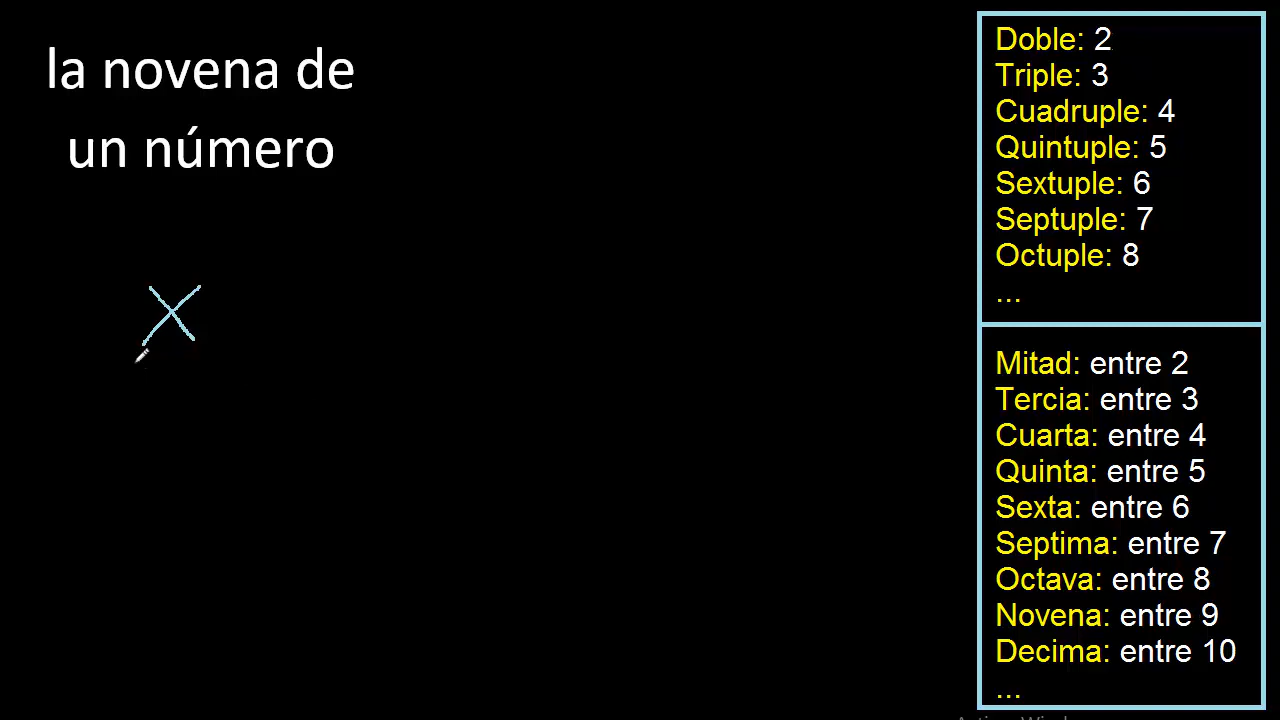 la novena de
un número
x
Doble: 2
Triple: 3
Cuadruple: 4
Quintuple: 5
Sextuple: 6
Septuple: 7
Octuple: 8
...
Mitad: entre 2
Tercia: entre 3
Cuarta: entre 4
Quinta: entre 5
Sexta: entre 6
Septima: entre 7
Octava: entre 8
Novena: entre 9
Decima: entre 10
...